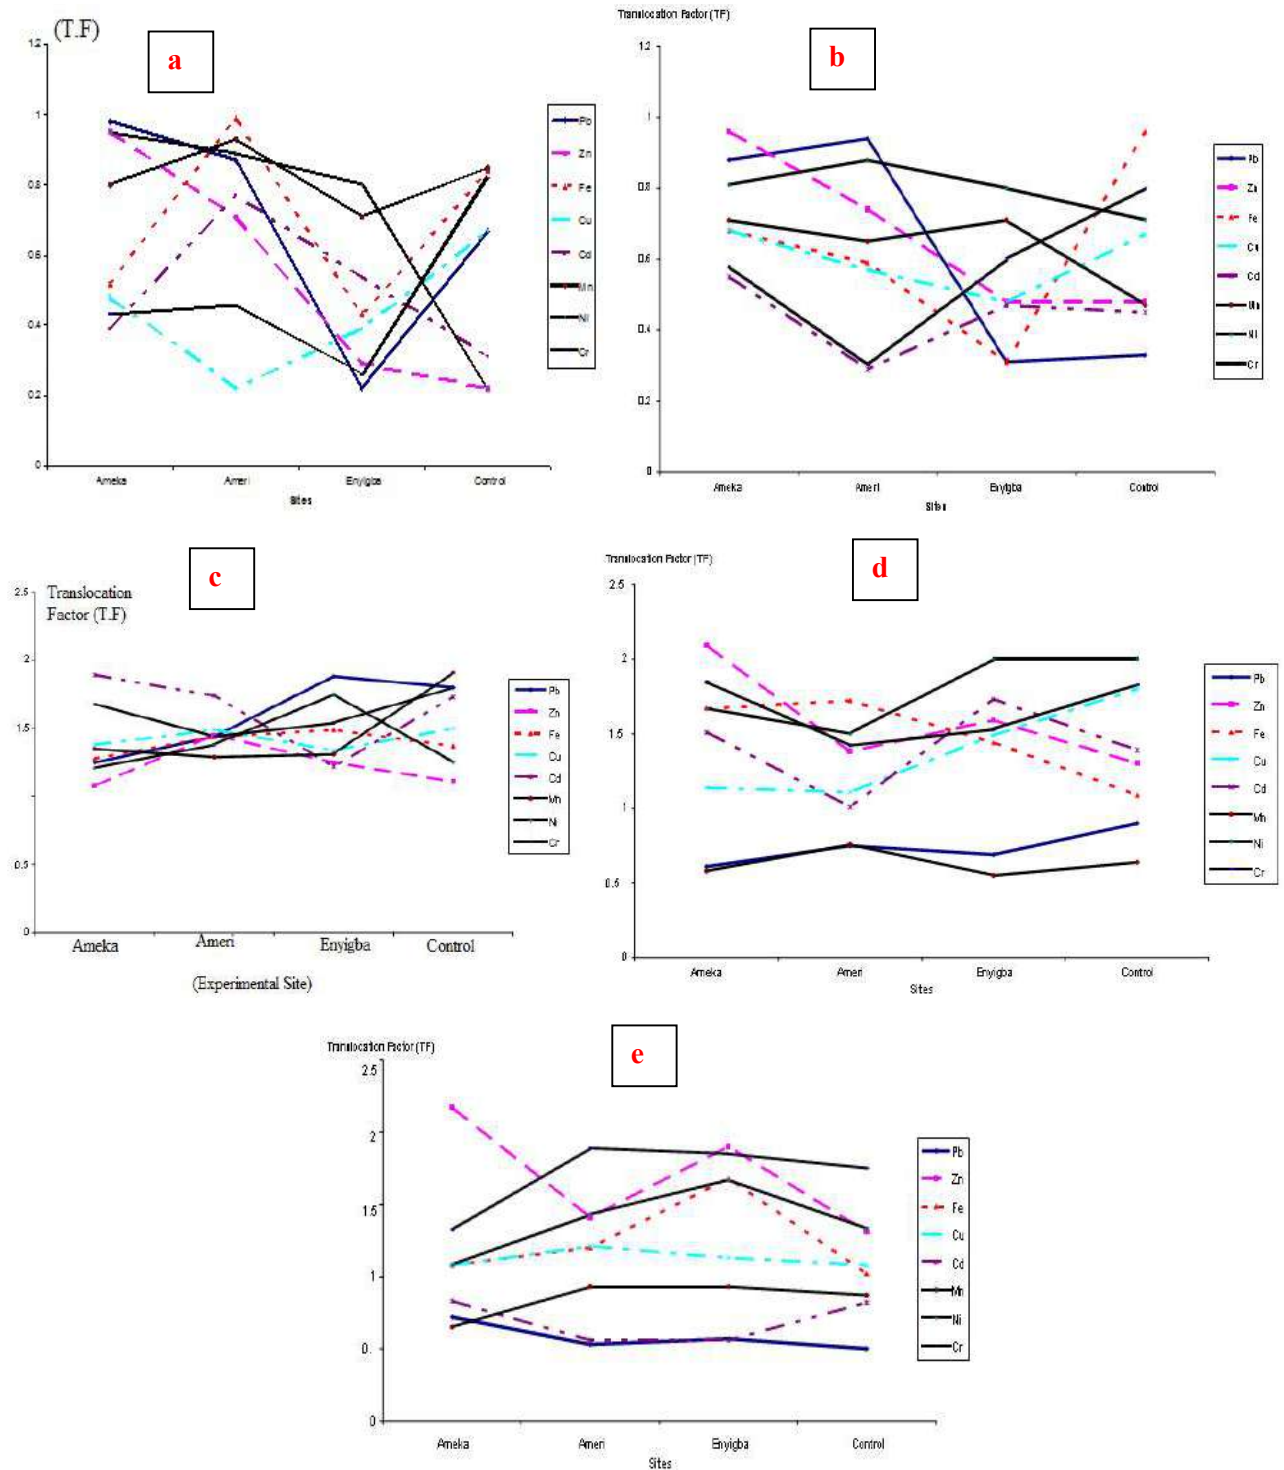 (T.F)
a
1.2
1
0.8
0.6
0.4
0.2
0
Ameka
Ameri
Enyigba
Control
Sites
Pb
Zn
Fe
Cu
Cd
Mn
Ni
Cr
Translocation Factor (TF)
b
1.2
1
0.8
0.6
0.4
0.2
0
Ameka
Ameri
Enyigba
Control
Sites
Pb
Zn
Fe
Cu
Cd
Mn
Ni
Cr
c
Translocation
Factor (T.F)
2.5
2
1.5
0.5
0
Ameka
Ameri
Enyigba
Control
(Experimental Site)
Pb
Zn
Fe
Cu
Cd
Mn
Ni
Cr
Translocation Factor (TF)
d
2.5
2
1.5
1
0.5
0
Ameka
Ameri
Enyigba
Control
Sites
Pb
Zn
Fe
Cu
Cd
Mn
Ni
Cr
Translocation Factor (TF)
e
2.5
2
1.5
1
0.
0
Ameka
Ameri
Enyigba
Control
Sites
Pb
Zn
Fe
Cu
Cd
Mn
Ni
Cr